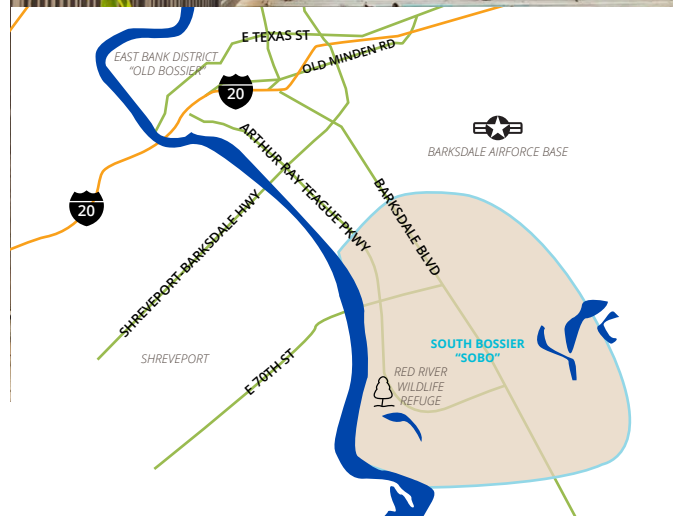 E TEXAS ST
OLD MINDEN RD
EAST BANK DISTRICT
“OLD BOSSIER”
20
ARTHUR RAY TEAGUE PKWY
BARKSDALE AIRFORCE BASE
BARKSDALE BLVD
20
SHREVEPORT-BARKSDALE HWY
SOUTH BOSSIER
“SOBO”
SHREVEPORT
E 70TH ST
RED RIVER
WILDLIFE
REFUGE